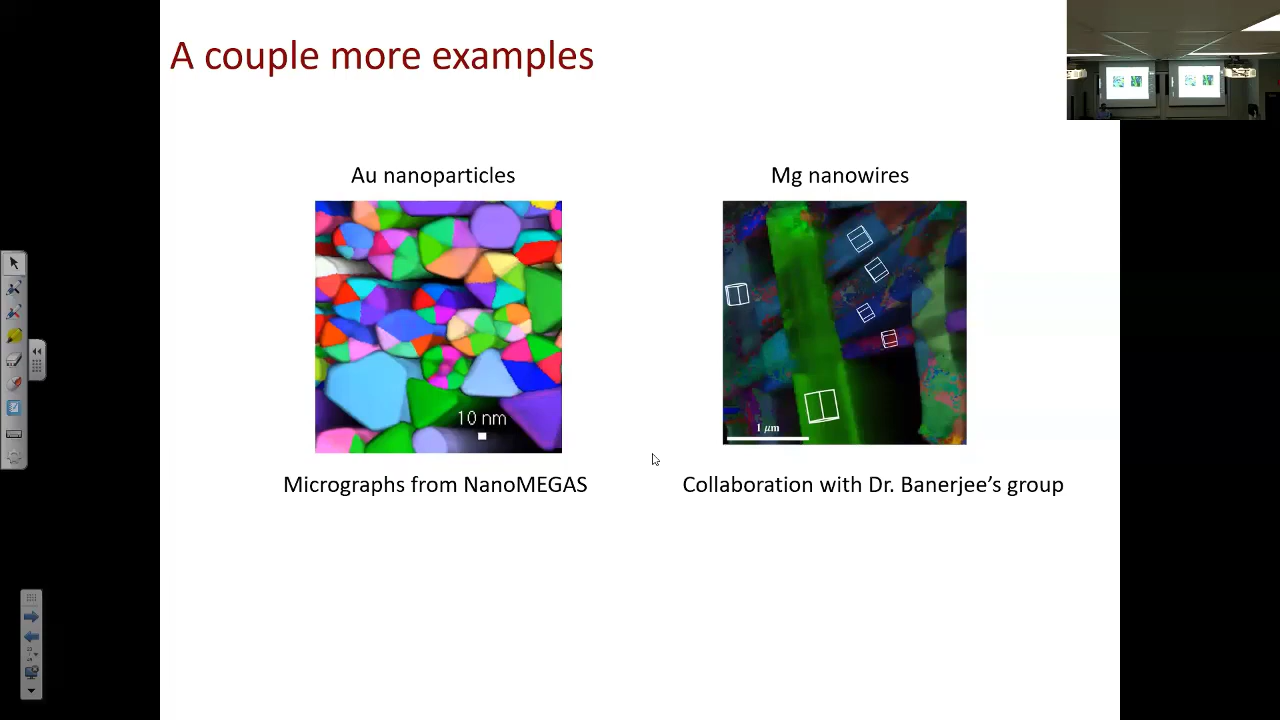 A couple more examples
Au nanoparticles
Mg nanowires
10 nm
1 μm
Micrographs from NanoMEGAS
Collaboration with Dr. Banerjee’s group